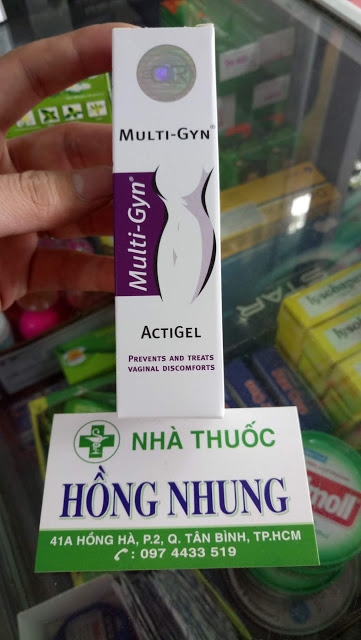 MULTI-GYN®
Multi-Gyn®
ACTIGEL
PREVENTS AND TREATS
VAGINAL DISCOMFORTS
NHÀ THUỐC
HỒNG NHUNG
41A HỒNG HÀ, P.2, Q. TÂN BÌNH, TP.HCM
: 097 4433 519
STAR